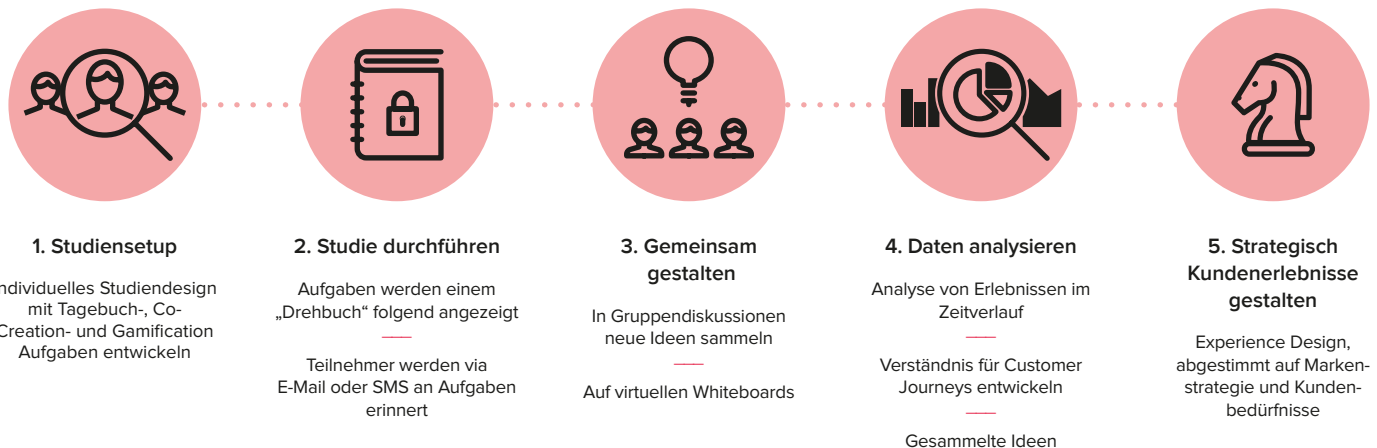 1. Studiensetup
ndividuelles Studiendesign
mit Tagebuch-, Co-
Creation- und Gamification
Aufgaben entwickeln
2. Studie durchführen
Aufgaben werden einem
„Drehbuch“ folgend angezeigt
Teilnehmer werden via
E-Mail oder SMS an Aufgaben
erinnert
3. Gemeinsam
gestalten
In Gruppendiskussionen
neue Ideen sammeln
Auf virtuellen Whiteboards
4. Daten analysieren
Analyse von Erlebnissen im
Zeitverlauf
Verständnis für Customer
Journeys entwickeln
Gesammelte Ideen
5. Strategisch
Kundenerlebnisse
gestalten
Experience Design,
abgestimmt auf Marken-
strategie und Kunden-
bedürfnisse